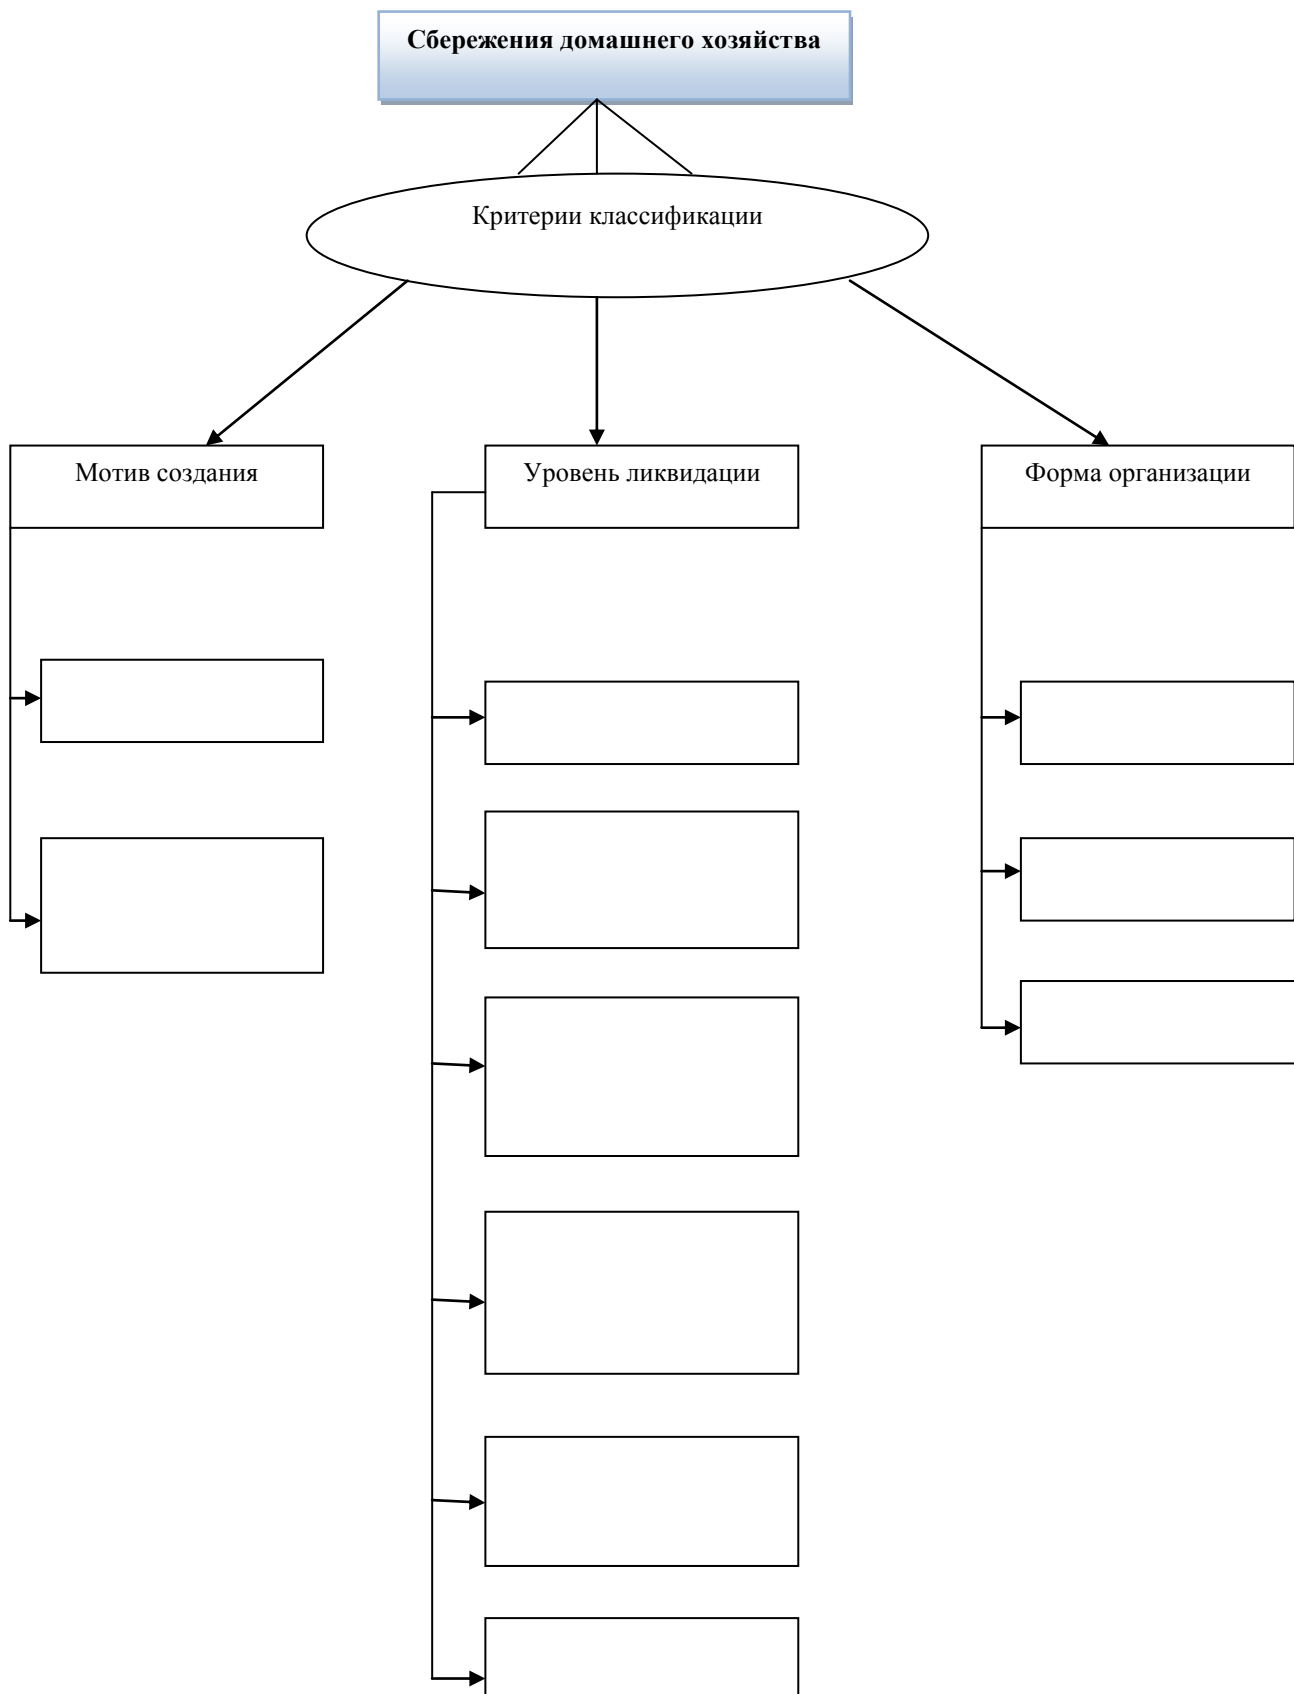 Сбережения домашнего хозяйства
Критерии классификации
Мотив создания
Уровень ликвидации
Форма организации